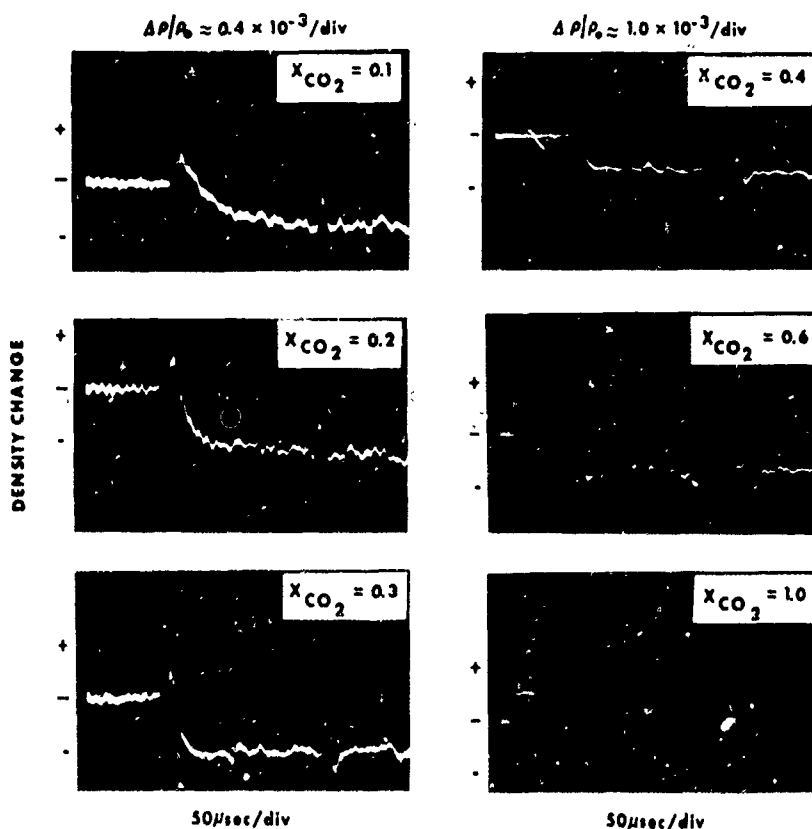 Δρ/ρ₀ ≈ 0.4 × 10⁻³/div
Δρ/ρ₀ ≈ 1.0 × 10⁻³/div
X_CO₂ = 0.1
+
–
-
X_CO₂ = 0.4
+
–
-
DENSITY CHANGE
X_CO₂ = 0.2
+
–
-
X_CO₂ = 0.6
+
–
-
X_CO₂ = 0.3
+
–
-
X_CO₂ = 1.0
+
–
-
50μsec/div
50μsec/div